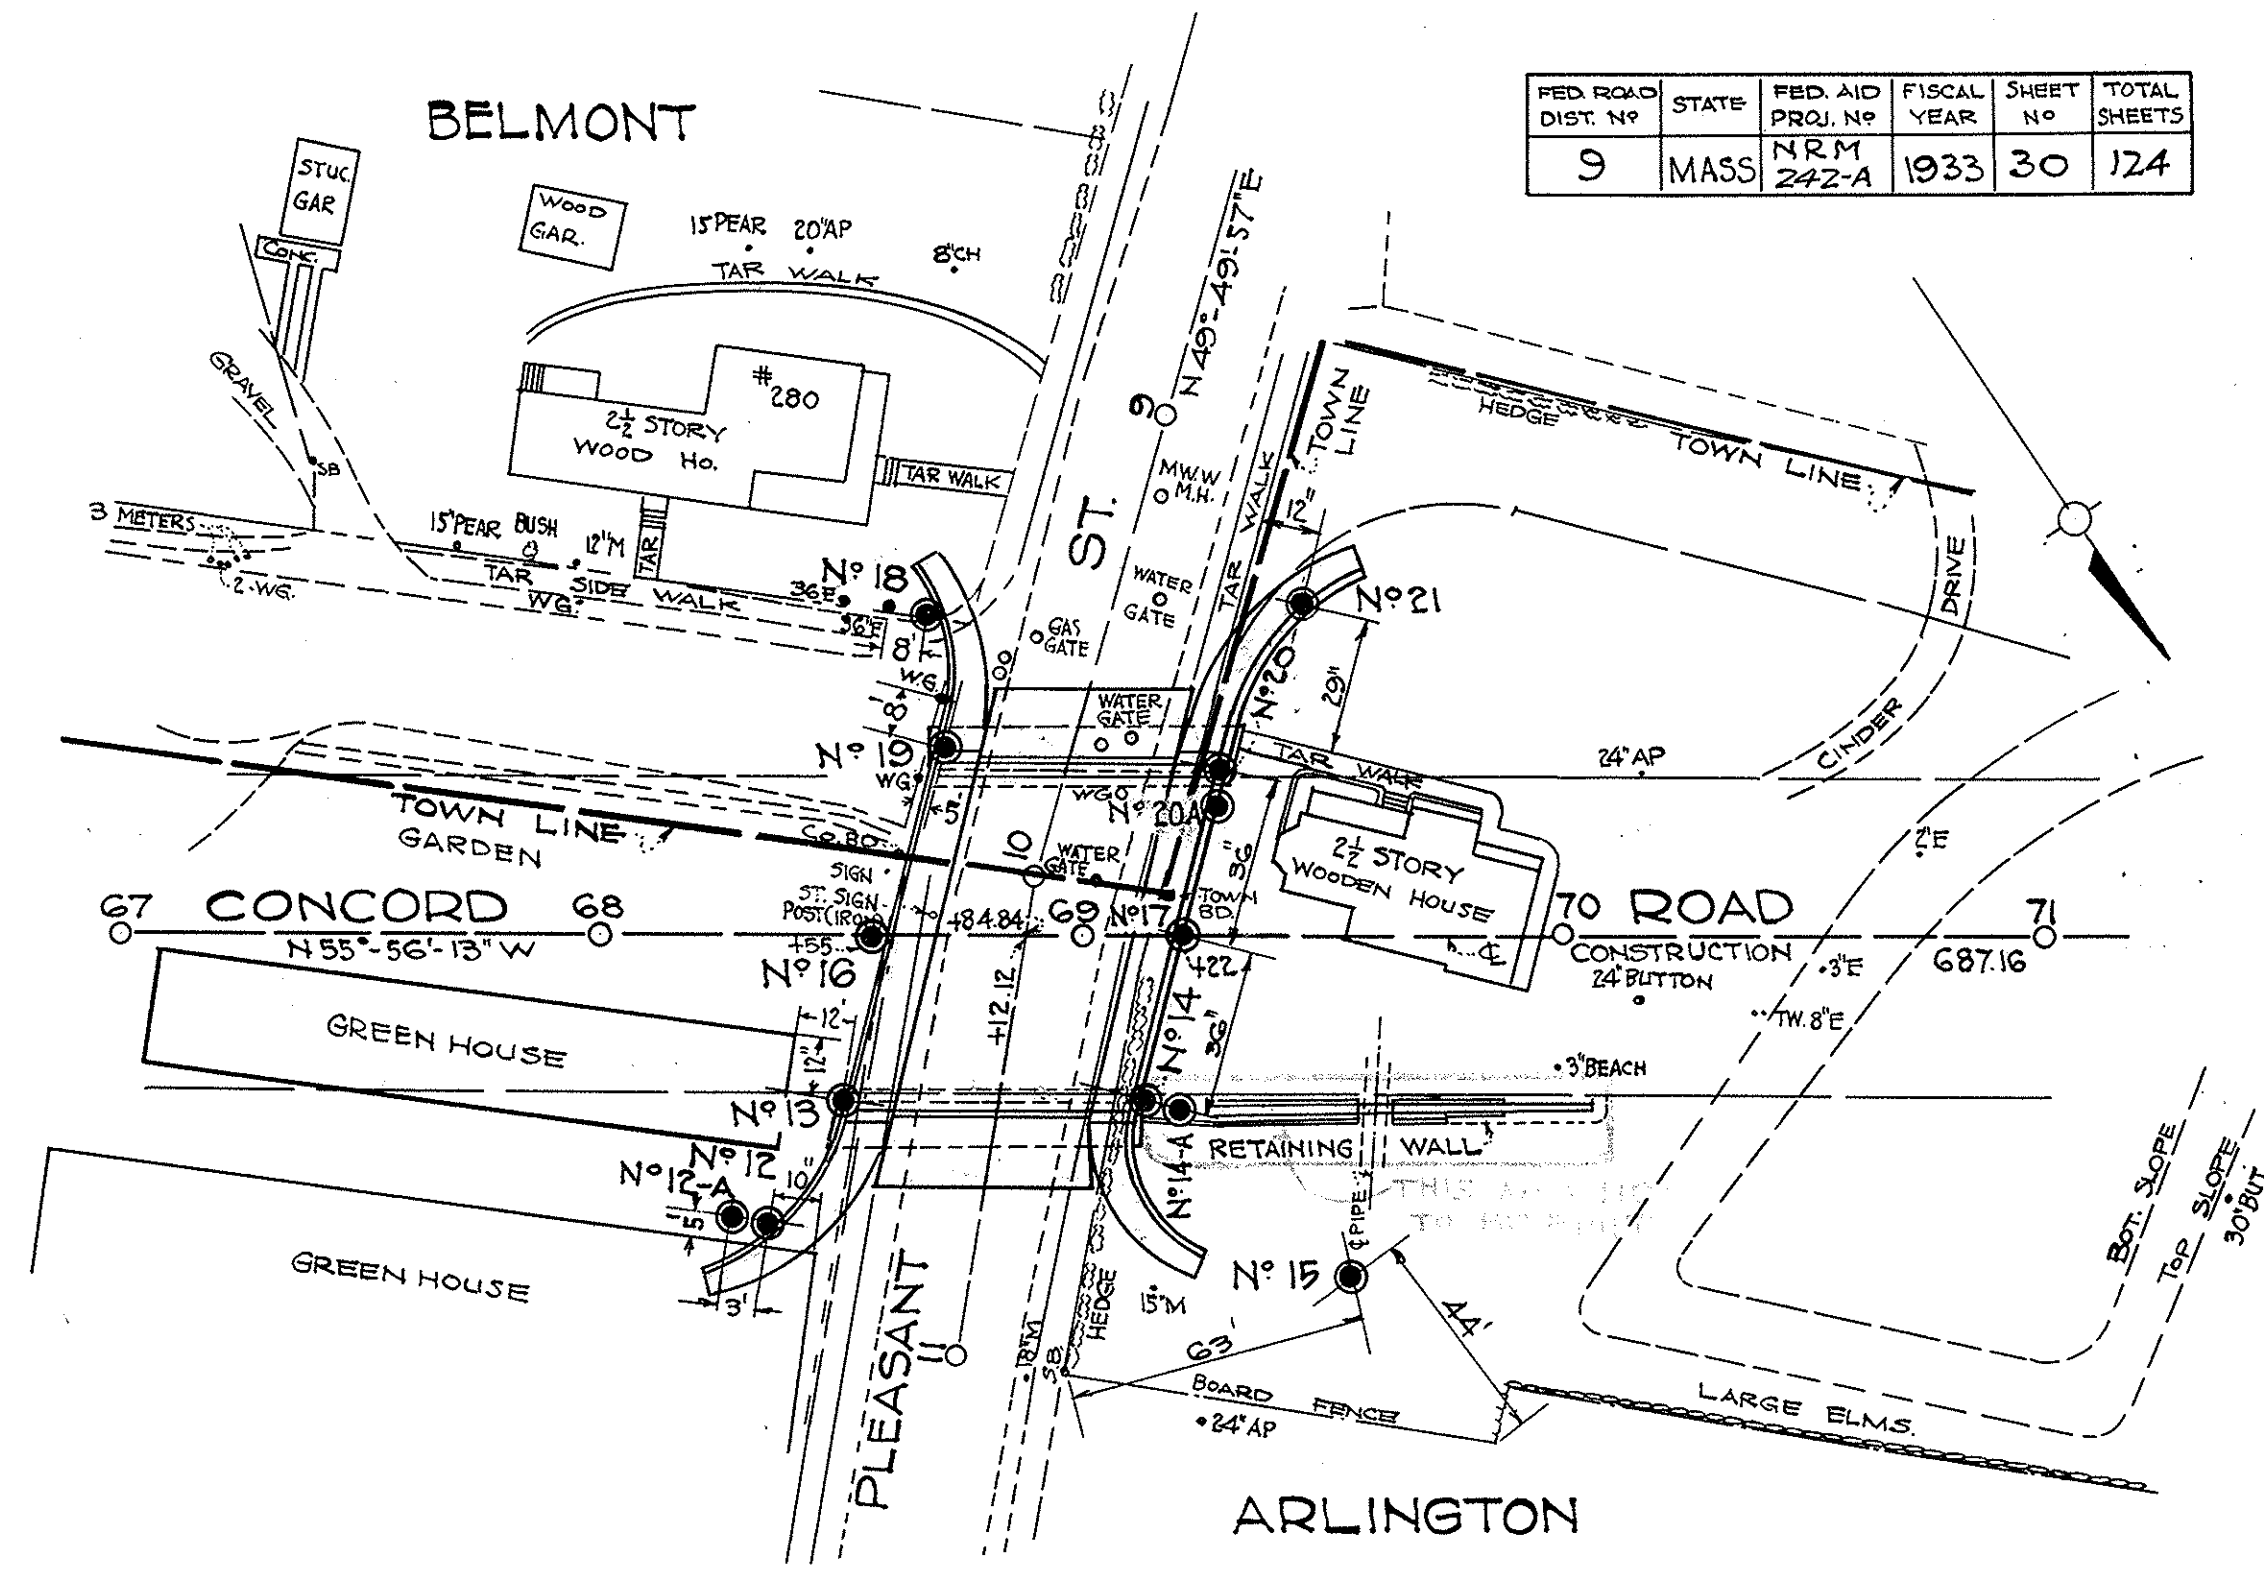 BELMONT
FED. ROAD DIST. Nº
STATE
FED. AID PROJ. Nº
FISCAL YEAR
SHEET Nº
TOTAL SHEETS
9
MASS
NRM 242-A
1933
30
124
STUC. GAR
CONC.
WOOD GAR.
15"PEAR
20"AP
8"CH
TAR WALK
N 49°-49'-57"E
GRAVEL
#280
2½ STORY
WOOD HO.
TAR WALK
9
TOWN LINE
HEDGE
TOWN LINE
SB
3 METERS
2-WG.
15"PEAR
BUSH
12"M
TAR
TAR SIDE WALK
WG.
36"E
36"E
Nº 18
8'
W.G.
8'
ST.
MWW
M.H.
WATER GATE
GAS GATE
TAR WALK
12"
Nº 21
Nº 20
29"
DRIVE
CINDER
Nº 19
WG
5"
WATER GATE
WGO
Nº 20A
TAR WALK
24"AP
TOWN LINE
GARDEN
CO. BD.
SIGN
ST. SIGN
POST (IRON)
10
WATER GATE
36"
2½ STORY
WOODEN HOUSE
2"E
TOWN BD.
67
CONCORD
68
+84.84
69
Nº 17
70
ROAD
71
N 55°-56'-13" W
+55
Nº 16
+22
℄
CONSTRUCTION
687.16
24" BUTTON
3"E
TW. 8"E
GREEN HOUSE
12"
12"
+12.12
Nº 14
36"
3"BEACH
Nº 13
RETAINING WALL
Nº 12
Nº 12-A
10"
5'
3'
Nº 14-A
THIS
TO
℄ PIPE
GREEN HOUSE
Nº 15
44'
63'
15"M
HEDGE
18"M
S.B.
11
PLEASANT
BOARD FENCE
24"AP
LARGE ELMS.
BOT. SLOPE
TOP SLOPE
30"BUT
ARLINGTON